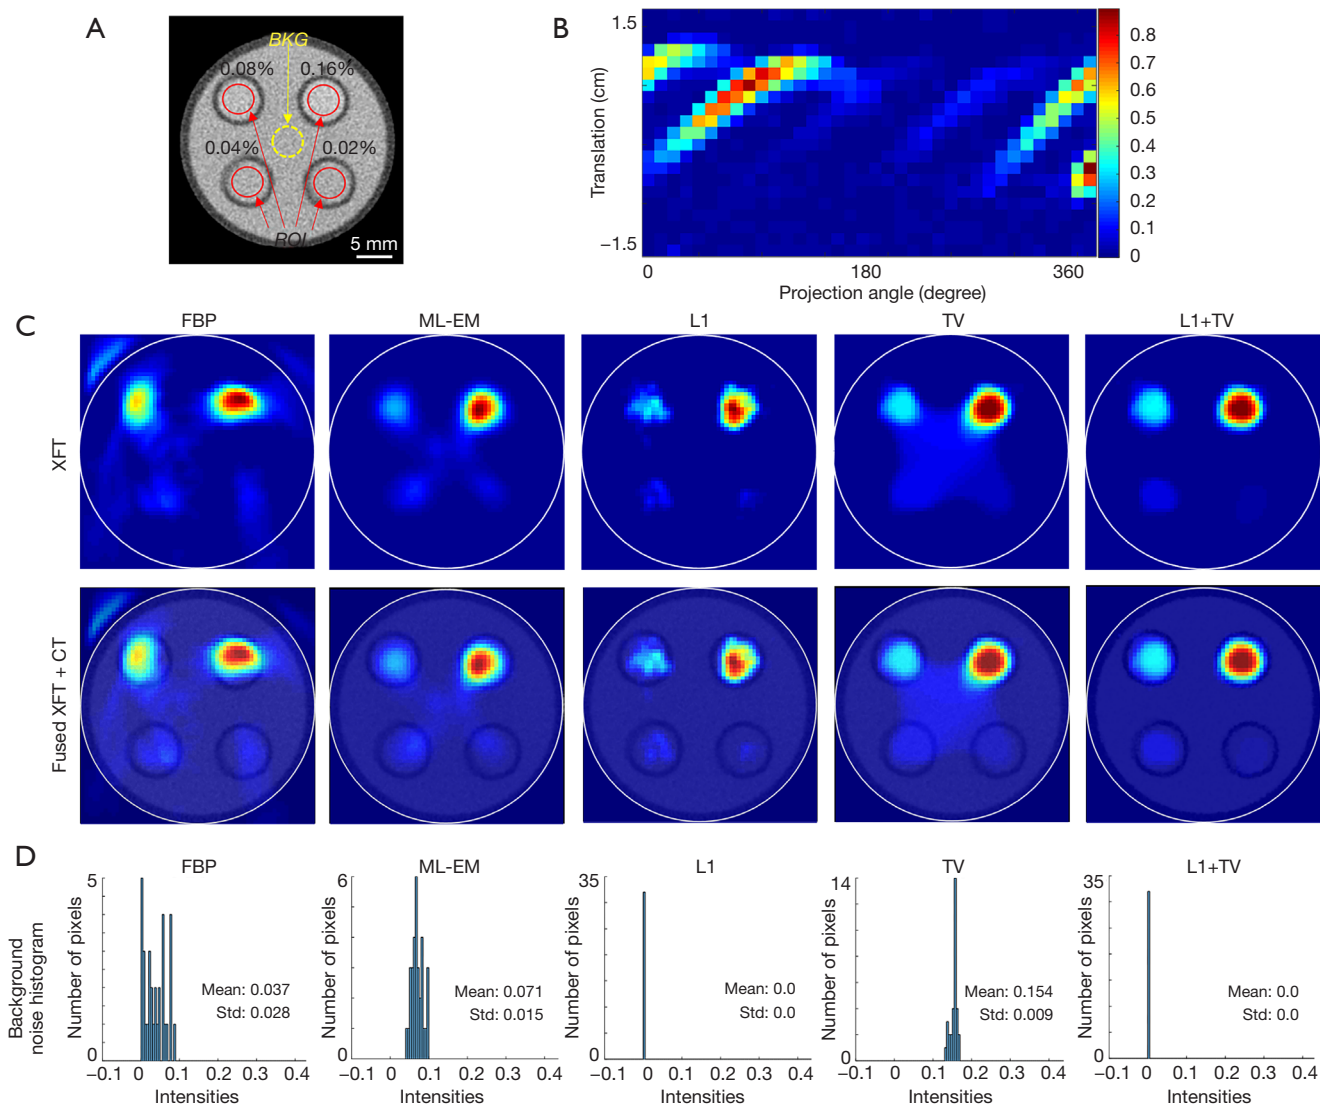 A
BKG
0.08%
0.16%
0.04%
0.02%
ROI
5 mm
B
1.5
−1.5
Translation (cm)
0
180
360
Projection angle (degree)
0.8
0.7
0.6
0.5
0.4
0.3
0.2
0.1
0
C
FBP
ML-EM
L1
TV
L1+TV
XFT
Fused XFT + CT
D
Background
noise histogram
FBP
Number of pixels
5
0
Mean: 0.037
Std: 0.028
−0.1
0
0.1
0.2
0.3
0.4
Intensities
ML-EM
Number of pixels
6
0
Mean: 0.071
Std: 0.015
−0.1
0
0.1
0.2
0.3
0.4
Intensities
L1
Number of pixels
35
0
Mean: 0.0
Std: 0.0
−0.1
0
0.1
0.2
0.3
0.4
Intensities
TV
Number of pixels
14
0
Mean: 0.154
Std: 0.009
−0.1
0
0.1
0.2
0.3
0.4
Intensities
L1+TV
Number of pixels
35
0
Mean: 0.0
Std: 0.0
−0.1
0
0.1
0.2
0.3
0.4
Intensities